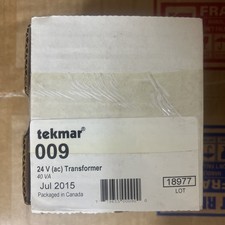 tekmar®
009
24 V (ac) Transformer
40 VA
Jul 2015
Packaged in Canada
18977
LOT